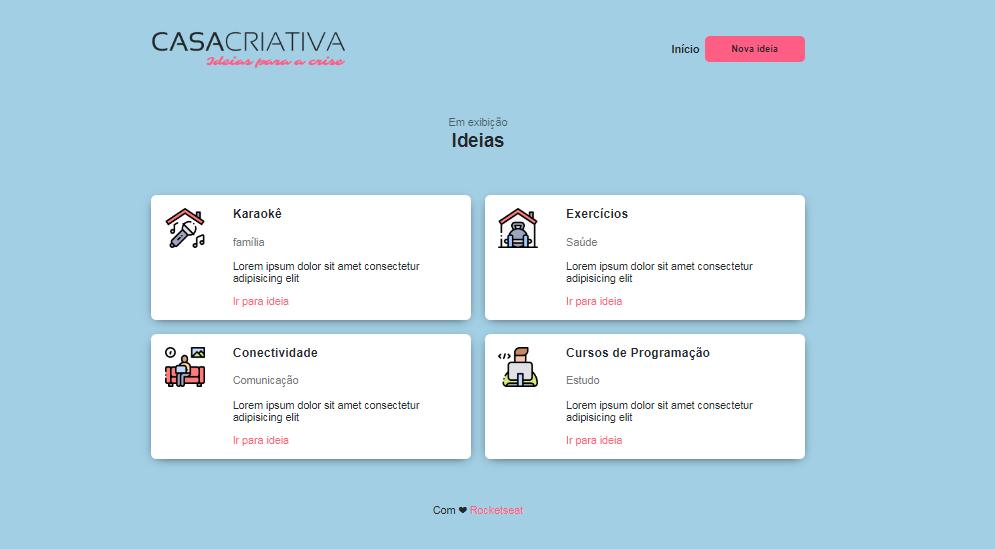 CASACRIATIVA
Ideias para a crise
Início
Nova ideia
Em exibição
Ideias
Karaokê
família
Lorem ipsum dolor sit amet consectetur
adipisicing elit
Ir para ideia
Exercícios
Saúde
Lorem ipsum dolor sit amet consectetur
adipisicing elit
Ir para ideia
Conectividade
Comunicação
Lorem ipsum dolor sit amet consectetur
adipisicing elit
Ir para ideia
Cursos de Programação
Estudo
Lorem ipsum dolor sit amet consectetur
adipisicing elit
Ir para ideia
Com ❤ Rocketseat